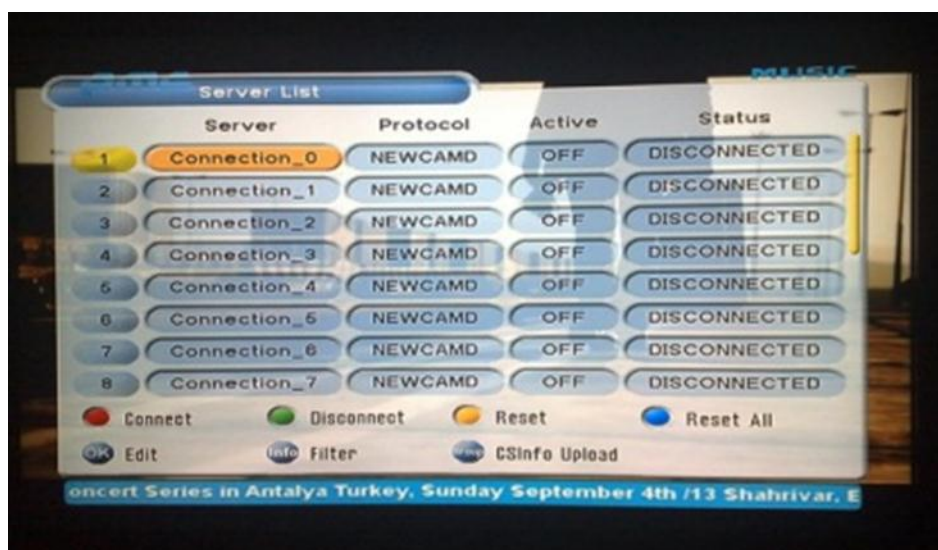 MUSIC
Server List
Server Protocol Active Status
1 Connection_0 NEWCAMD OFF DISCONNECTED
2 Connection_1 NEWCAMD OFF DISCONNECTED
3 Connection_2 NEWCAMD OFF DISCONNECTED
4 Connection_3 NEWCAMD OFF DISCONNECTED
5 Connection_4 NEWCAMD OFF DISCONNECTED
6 Connection_5 NEWCAMD OFF DISCONNECTED
7 Connection_6 NEWCAMD OFF DISCONNECTED
8 Connection_7 NEWCAMD OFF DISCONNECTED
Connect Disconnect Reset Reset All
OK Edit Info Filter CSInfo Upload
oncert Series in Antalya Turkey, Sunday September 4th /13 Shahrivar, E